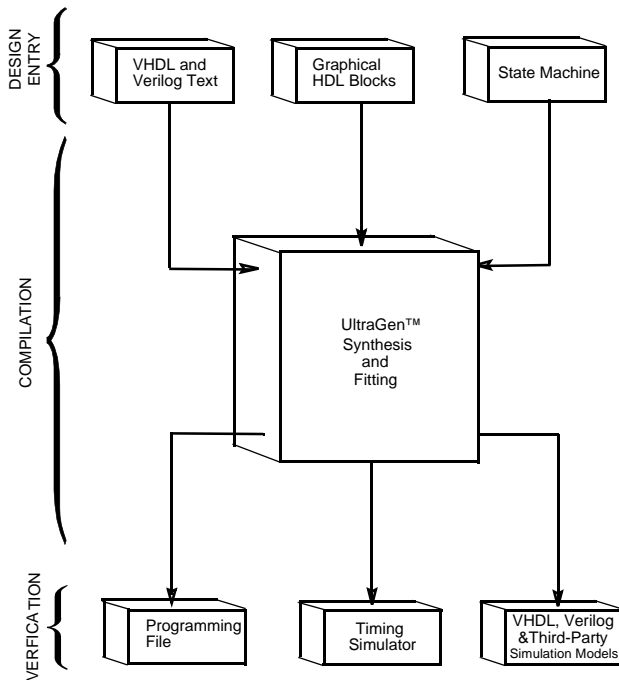 DESIGN
ENTRY
VHDL and
Verilog Text
Graphical
HDL Blocks
State Machine
COMPILATION
UltraGen™
Synthesis
and
Fitting
VERFICATION
Programming
File
Timing
Simulator
VHDL, Verilog
&Third-Party
Simulation Models